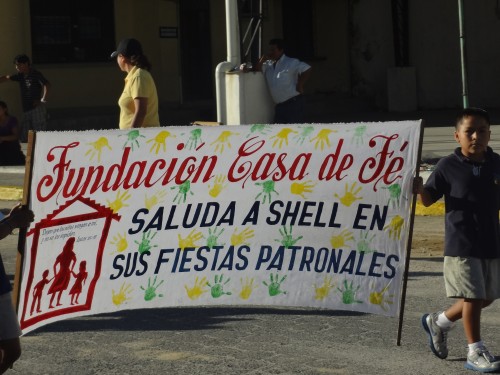 Fundación Casa de Fé
SALUDA A SHELL EN
SUS FIESTAS PATRONALES